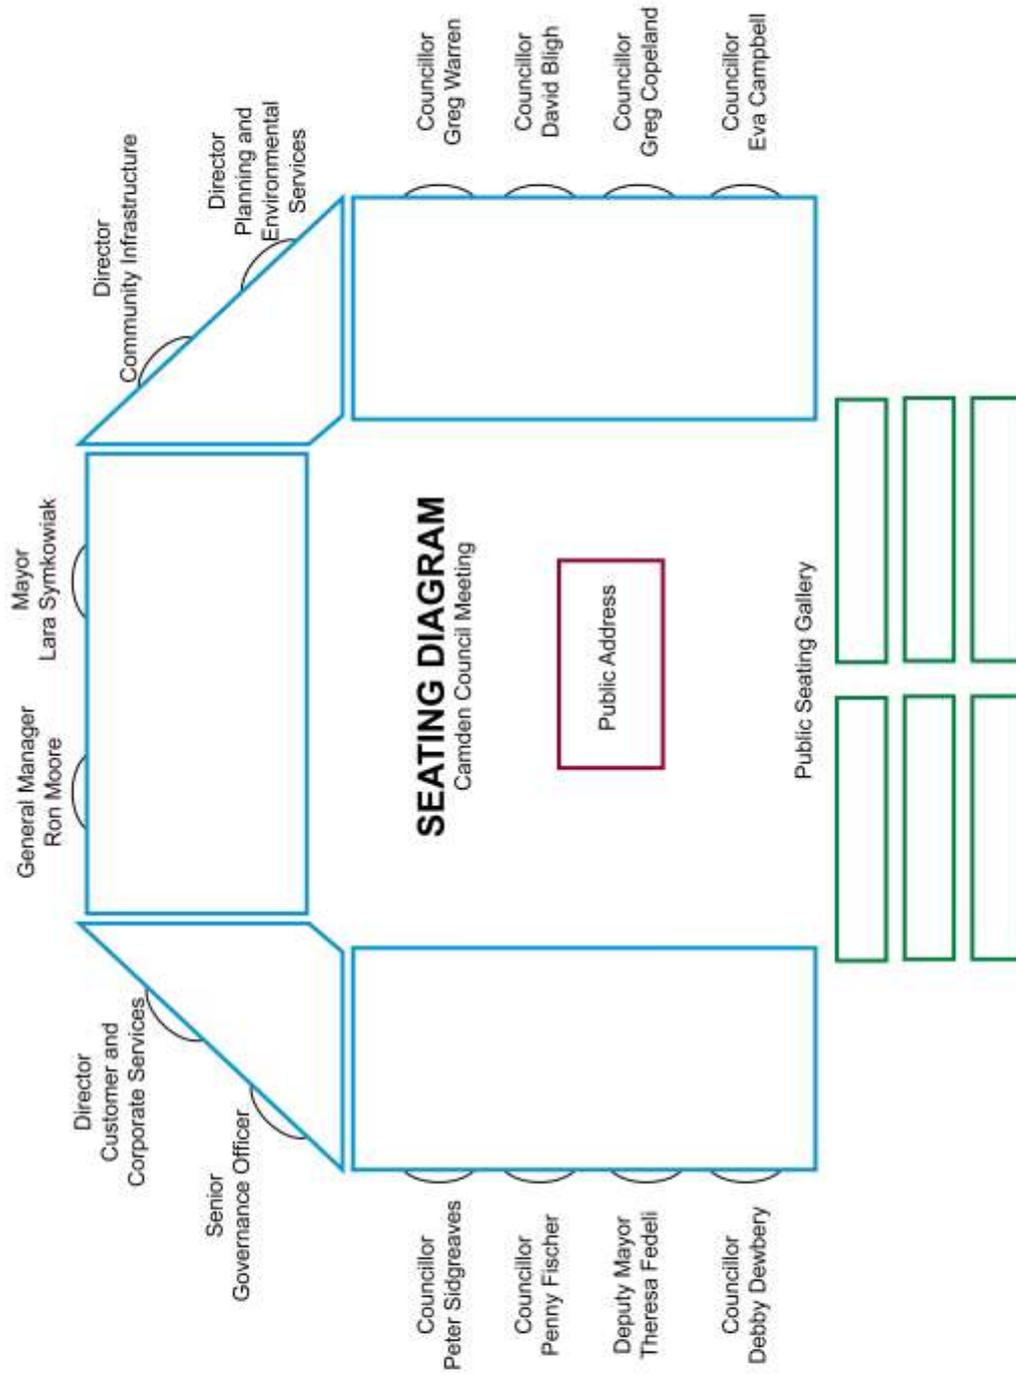 SEATING DIAGRAM
Camden Council Meeting
General Manager
Ron Moore
Mayor
Lara Symkowiak
Director
Customer and
Corporate Services
Senior
Governance Officer
Director
Community Infrastructure
Director
Planning and
Environmental
Services
Councillor
Peter Sidgreaves
Councillor
Penny Fischer
Deputy Mayor
Theresa Fedeli
Councillor
Debby Dewbery
Councillor
Greg Warren
Councillor
David Bligh
Councillor
Greg Copeland
Councillor
Eva Campbell
Public Address
Public Seating Gallery